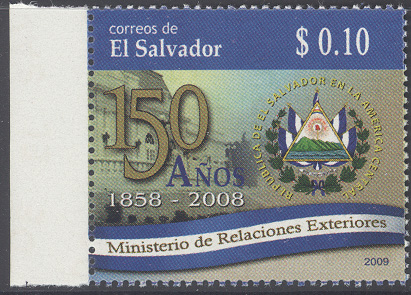 correos de
El Salvador
$ 0.10
150
AÑOS
1858 - 2008
REPUBLICA DE EL SALVADOR EN LA AMERICA CENTRAL
Ministerio de Relaciones Exteriores
2009